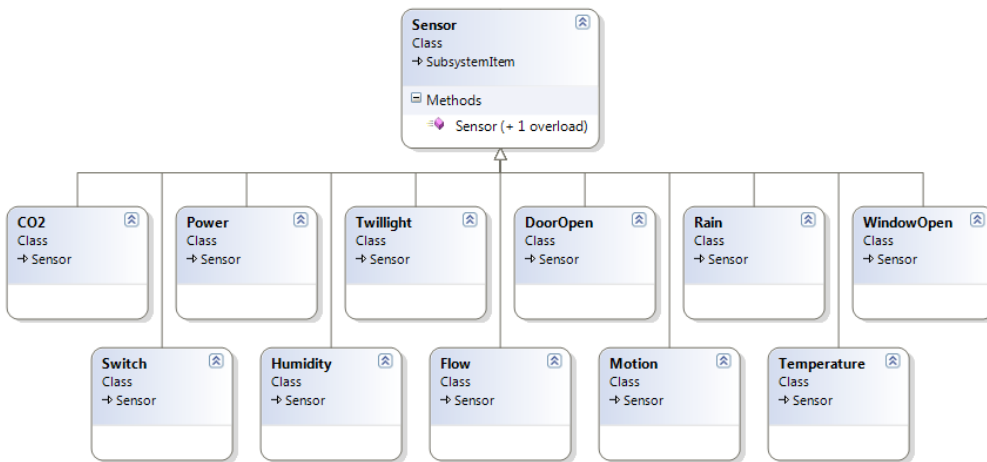 Sensor
Class
SubsystemItem
Methods
Sensor (+ 1 overload)
CO2
Class
Sensor
Power
Class
Sensor
Twillight
Class
Sensor
DoorOpen
Class
Sensor
Rain
Class
Sensor
WindowOpen
Class
Sensor
Switch
Class
Sensor
Humidity
Class
Sensor
Flow
Class
Sensor
Motion
Class
Sensor
Temperature
Class
Sensor